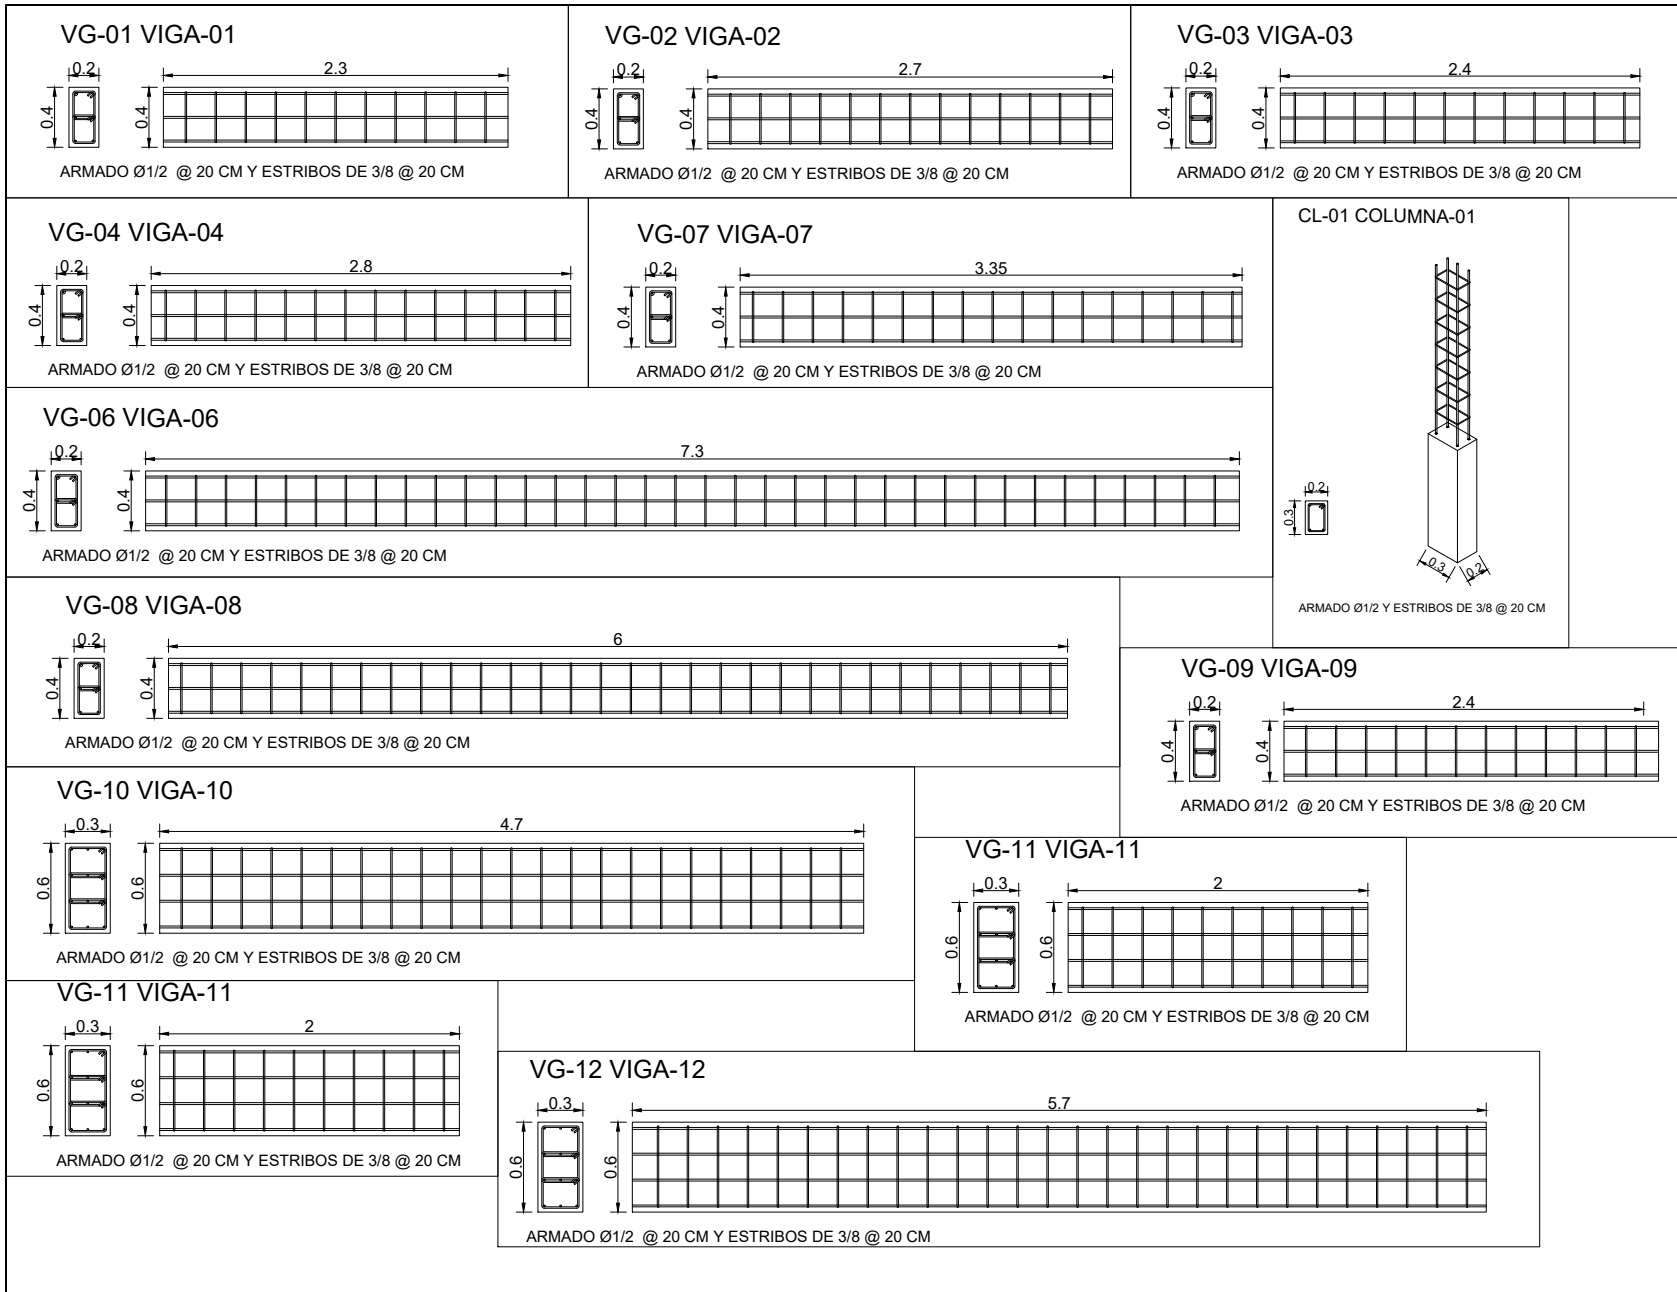 VG-01 VIGA-01
0.2
2.3
0.4
0.4
ARMADO Ø1/2 @ 20 CM Y ESTRIBOS DE 3/8 @ 20 CM
VG-02 VIGA-02
0.2
2.7
0.4
0.4
ARMADO Ø1/2 @ 20 CM Y ESTRIBOS DE 3/8 @ 20 CM
VG-03 VIGA-03
0.2
2.4
0.4
0.4
ARMADO Ø1/2 @ 20 CM Y ESTRIBOS DE 3/8 @ 20 CM
VG-04 VIGA-04
0.2
2.8
0.4
0.4
ARMADO Ø1/2 @ 20 CM Y ESTRIBOS DE 3/8 @ 20 CM
VG-07 VIGA-07
0.2
3.35
0.4
0.4
ARMADO Ø1/2 @ 20 CM Y ESTRIBOS DE 3/8 @ 20 CM
CL-01 COLUMNA-01
0.2
0.3
0.3
0.2
ARMADO Ø1/2 Y ESTRIBOS DE 3/8 @ 20 CM
VG-06 VIGA-06
0.2
7.3
0.4
0.4
ARMADO Ø1/2 @ 20 CM Y ESTRIBOS DE 3/8 @ 20 CM
VG-08 VIGA-08
0.2
6
0.4
0.4
ARMADO Ø1/2 @ 20 CM Y ESTRIBOS DE 3/8 @ 20 CM
VG-09 VIGA-09
0.2
2.4
0.4
0.4
ARMADO Ø1/2 @ 20 CM Y ESTRIBOS DE 3/8 @ 20 CM
VG-10 VIGA-10
0.3
4.7
0.6
0.6
ARMADO Ø1/2 @ 20 CM Y ESTRIBOS DE 3/8 @ 20 CM
VG-11 VIGA-11
0.3
2
0.6
0.6
ARMADO Ø1/2 @ 20 CM Y ESTRIBOS DE 3/8 @ 20 CM
VG-11 VIGA-11
0.3
2
0.6
0.6
ARMADO Ø1/2 @ 20 CM Y ESTRIBOS DE 3/8 @ 20 CM
VG-12 VIGA-12
0.3
5.7
0.6
0.6
ARMADO Ø1/2 @ 20 CM Y ESTRIBOS DE 3/8 @ 20 CM